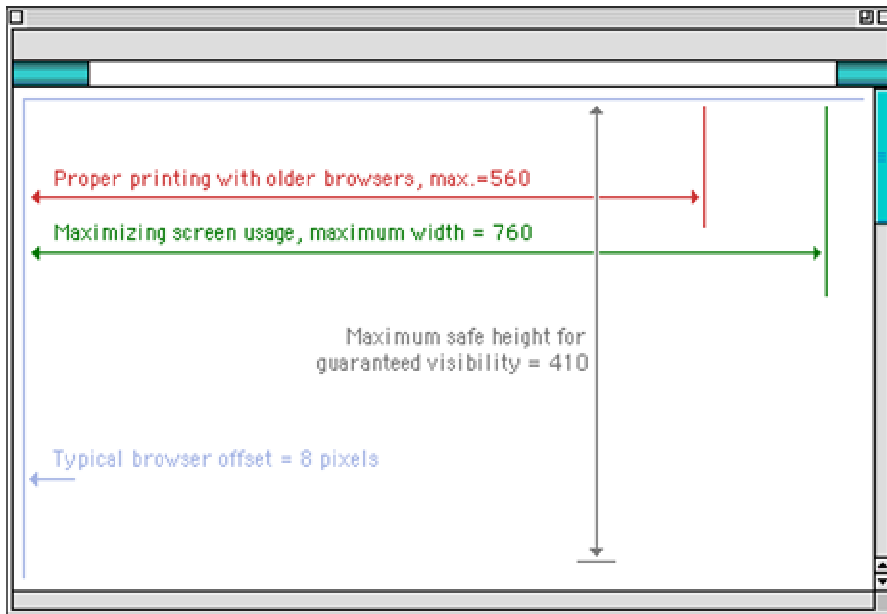 Proper printing with older browsers, max.=560
Maximizing screen usage, maximum width = 760
Maximum safe height for
guaranteed visibility = 410
Typical browser offset = 8 pixels